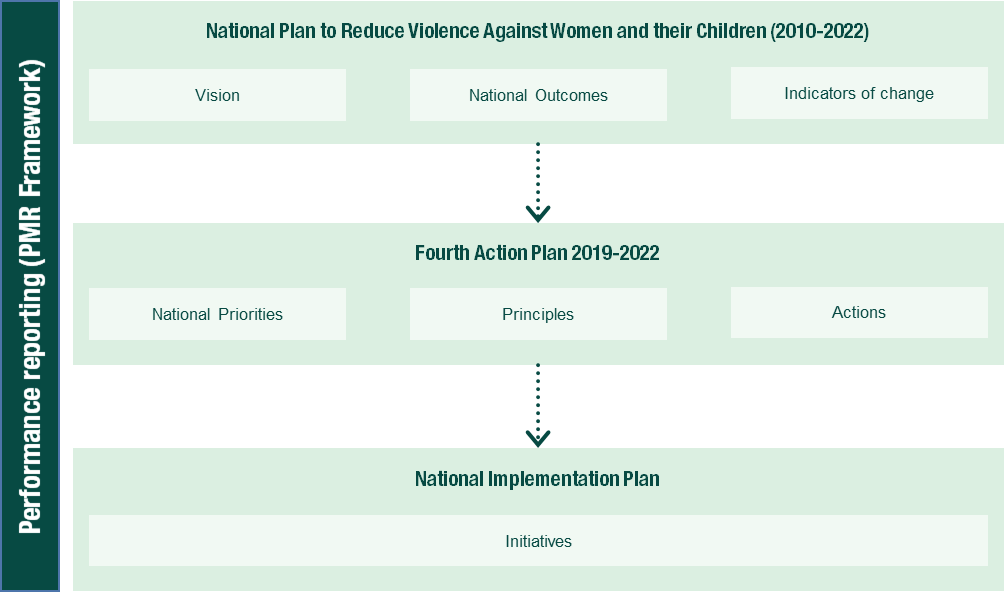 Performance reporting (PMR Framework)
National Plan to Reduce Violence Against Women and their Children (2010-2022)
Vision
National Outcomes
Indicators of change
Fourth Action Plan 2019-2022
National Priorities
Principles
Actions
National Implementation Plan
Initiatives